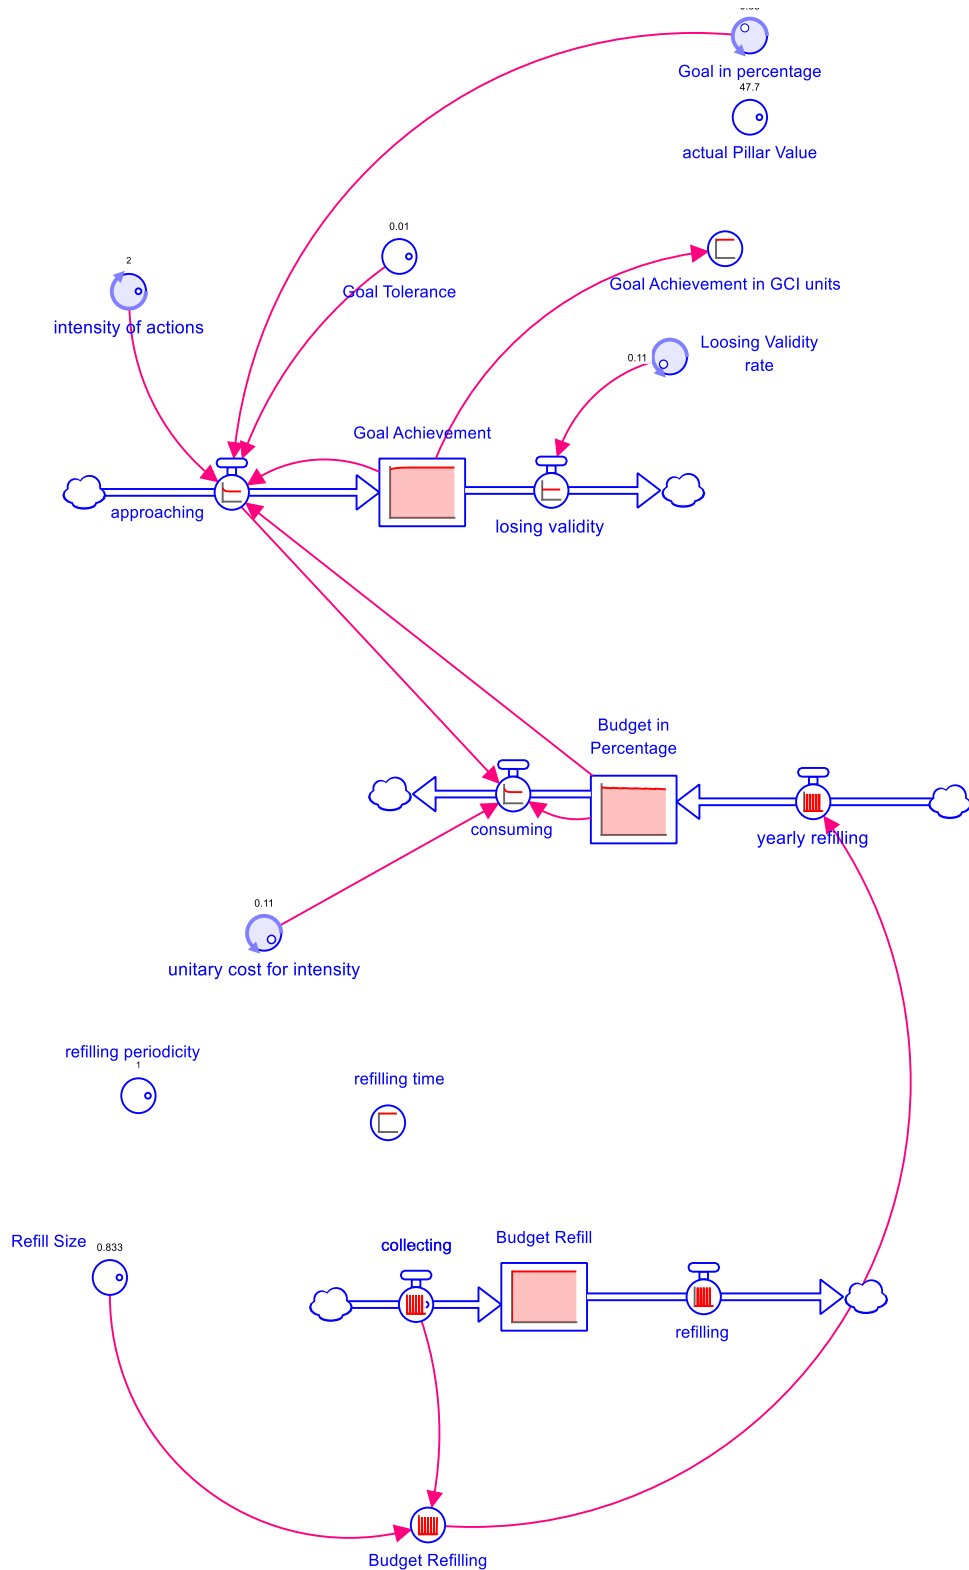 Goal in percentage
47.7
actual Pillar Value
0.01
Goal Tolerance
2
intensity of actions
Goal Achievement in GCI units
Loosing Validity
rate
0.11
Goal Achievement
approaching
losing validity
Budget in
Percentage
consuming
yearly refilling
0.11
unitary cost for intensity
refilling periodicity
1
refilling time
Refill Size
0.833
collecting
Budget Refill
refilling
Budget Refilling